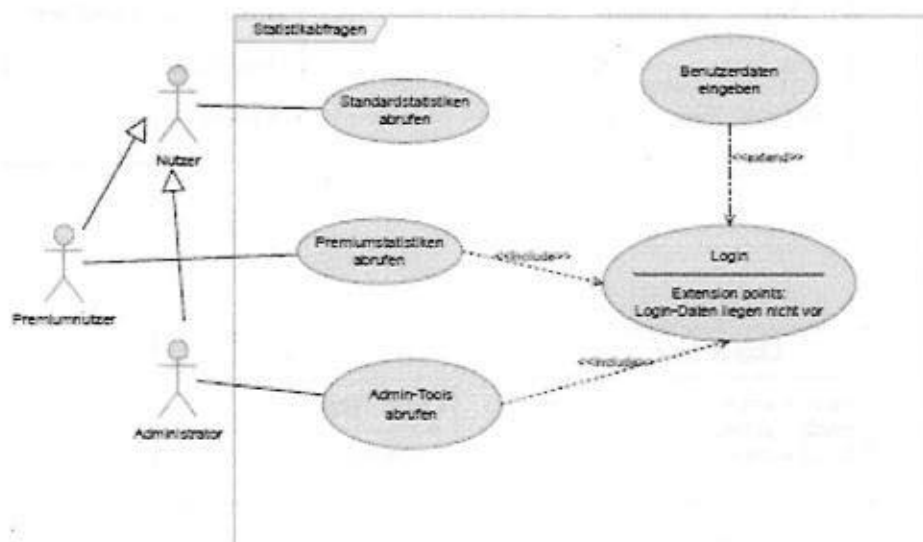 Statistikabfragen
Benutzerdaten
eingeben
Standardstatistiken
abrufen
Nutzer
<<extend>>
Premiumstatistiken
abrufen
<<include>>
Login
Extension points:
Login-Daten liegen nicht vor
Premiumnutzer
<<include>>
Admin-Tools
abrufen
Administrator